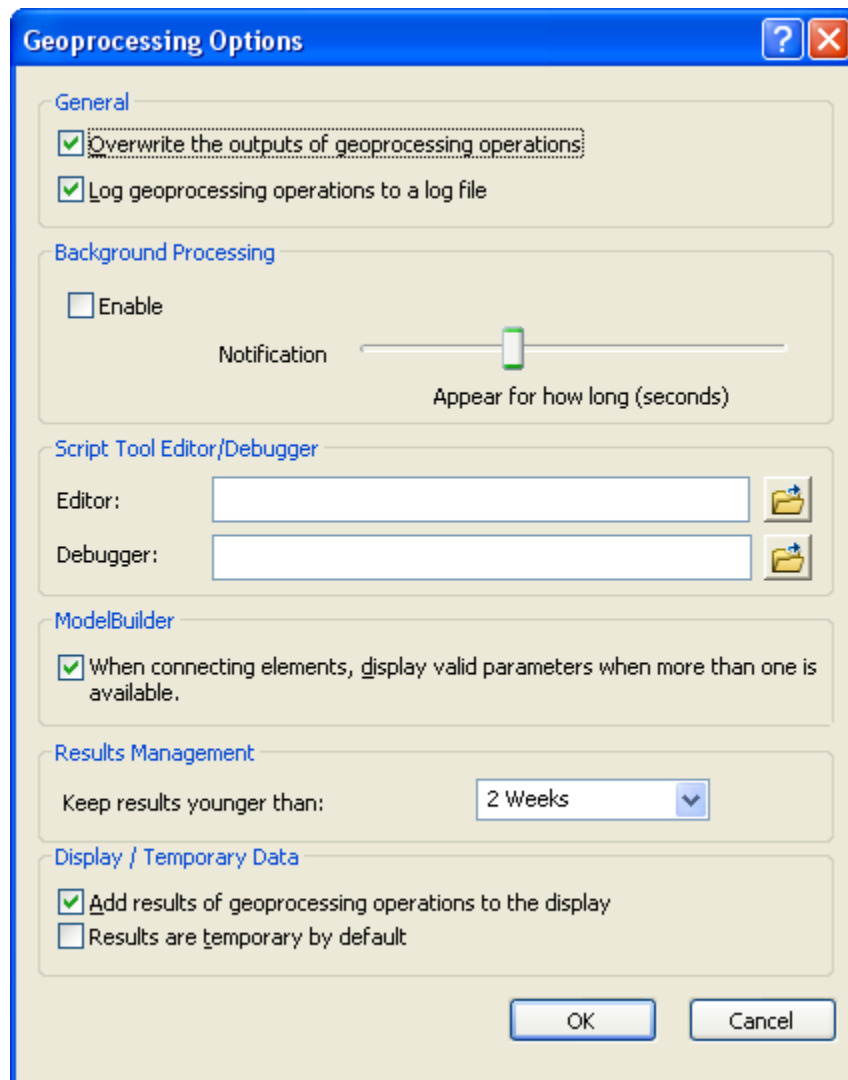 Geoprocessing Options
General
Overwrite the outputs of geoprocessing operations
Log geoprocessing operations to a log file
Background Processing
Enable
Notification
Appear for how long (seconds)
Script Tool Editor/Debugger
Editor:
Debugger:
ModelBuilder
When connecting elements, display valid parameters when more than one is
available.
Results Management
Keep results younger than:
2 Weeks
Display / Temporary Data
Add results of geoprocessing operations to the display
Results are temporary by default
OK
Cancel